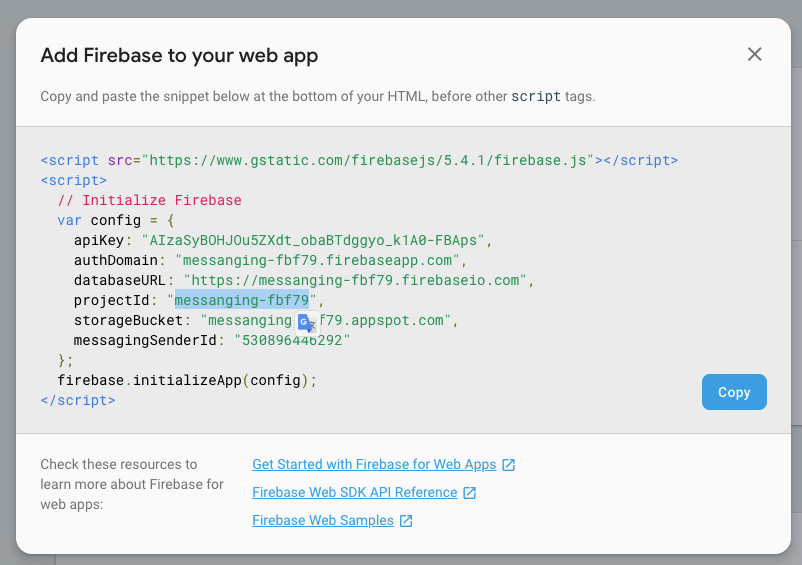 Add Firebase to your web app
Copy and paste the snippet below at the bottom of your HTML, before other script tags.
<script src="https://www.gstatic.com/firebasejs/5.4.1/firebase.js"></script>
<script>
// Initialize Firebase
var config = {
apiKey: "AIzaSyBOHJOu5ZXdt_obaBTdggyo_k1A0-FBAps",
authDomain: "messanging-fbf79.firebaseapp.com",
databaseURL: "https://messanging-fbf79.firebaseio.com",
projectId: "messanging-fbf79",
storageBucket: "messanging f79.appspot.com",
messagingSenderId: "530896446292"
};
firebase.initializeApp(config);
</script>
Copy
Check these resources to
learn more about Firebase for
web apps:
Get Started with Firebase for Web Apps
Firebase Web SDK API Reference
Firebase Web Samples